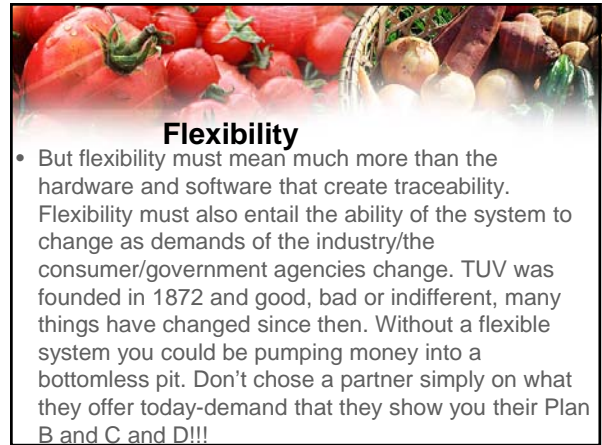 Flexibility
• But flexibility must mean much more than the
hardware and software that create traceability.
Flexibility must also entail the ability of the system to
change as demands of the industry/the
consumer/government agencies change. TUV was
founded in 1872 and good, bad or indifferent, many
things have changed since then. Without a flexible
system you could be pumping money into a
bottomless pit. Don’t chose a partner simply on what
they offer today-demand that they show you their Plan
B and C and D!!!